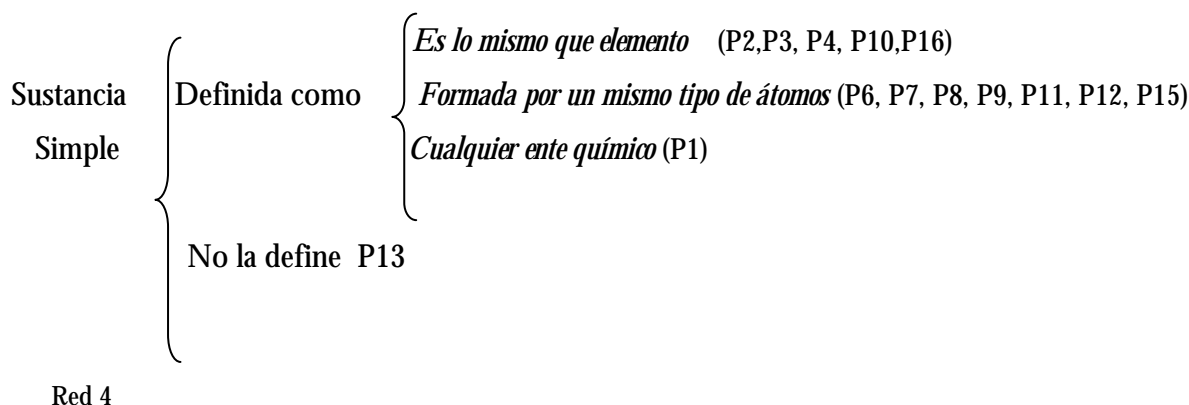 Es lo mismo que elemento (P2,P3, P4, P10,P16)
Sustancia Definida como Formada por un mismo tipo de átomos (P6, P7, P8, P9, P11, P12, P15)
Simple Cualquier ente químico (P1)
No la define P13
Red 4